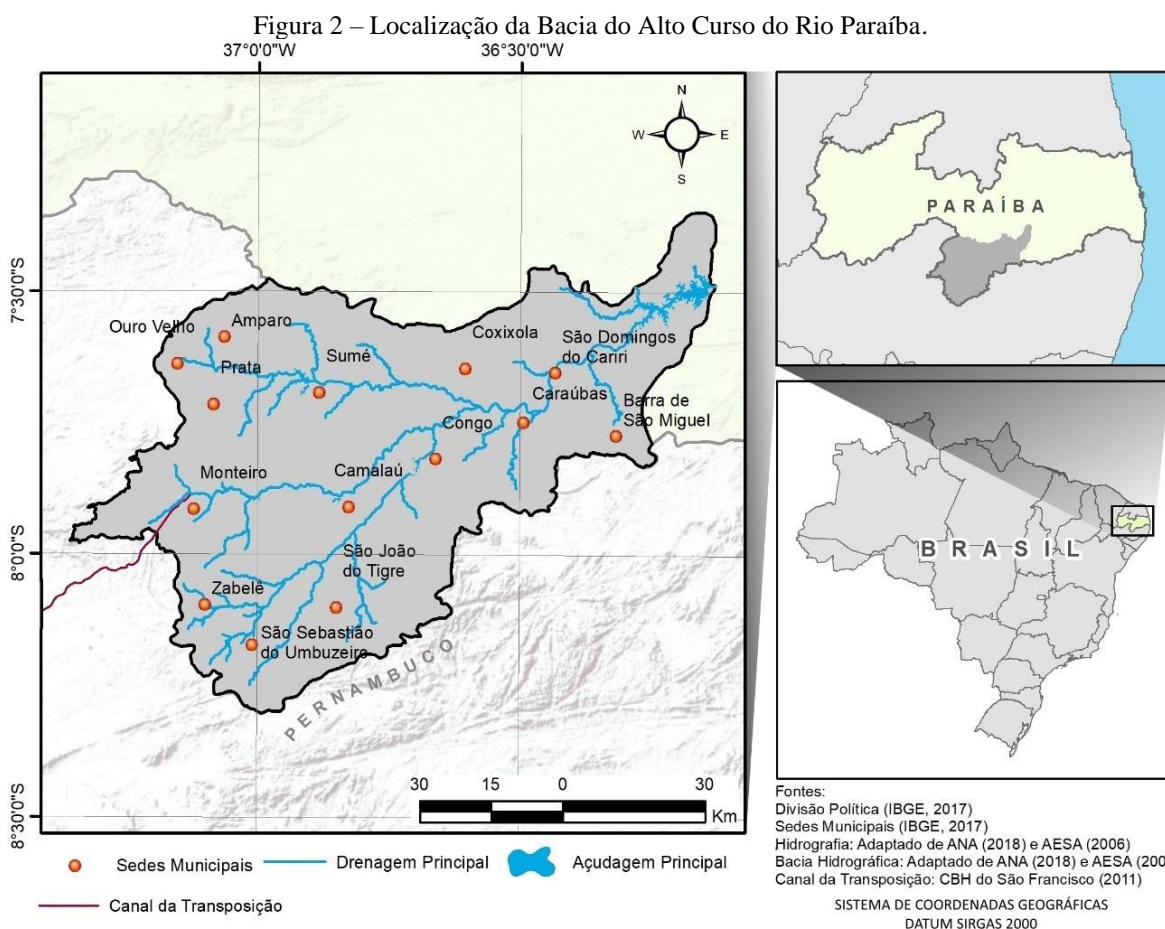 Figura 2 – Localização da Bacia do Alto Curso do Rio Paraíba.
37°0'0"W
36°30'0"W
N
W
E
S
7°30'0"S
8°0'0"S
8°30'0"S
Ouro Velho
Amparo
Prata
Sumé
Coxixola
São Domingos
do Cariri
Caraúbas
Barra de
São Miguel
Congo
Monteiro
Camalaú
São João
do Tigre
Zabelê
São Sebastião
do Umbuzeiro
PERNAMBUCO
30
15
0
30
Km
Sedes Municipais
Drenagem Principal
Açudagem Principal
Canal da Transposição
PARAÍBA
BRASIL
Fontes:
Divisão Política (IBGE, 2017)
Sedes Municipais (IBGE, 2017)
Hidrografia: Adaptado de ANA (2018) e AESA (2006)
Bacia Hidrográfica: Adaptado de ANA (2018) e AESA (200
Canal da Transposição: CBH do São Francisco (2011)
SISTEMA DE COORDENADAS GEOGRÁFICAS
DATUM SIRGAS 2000